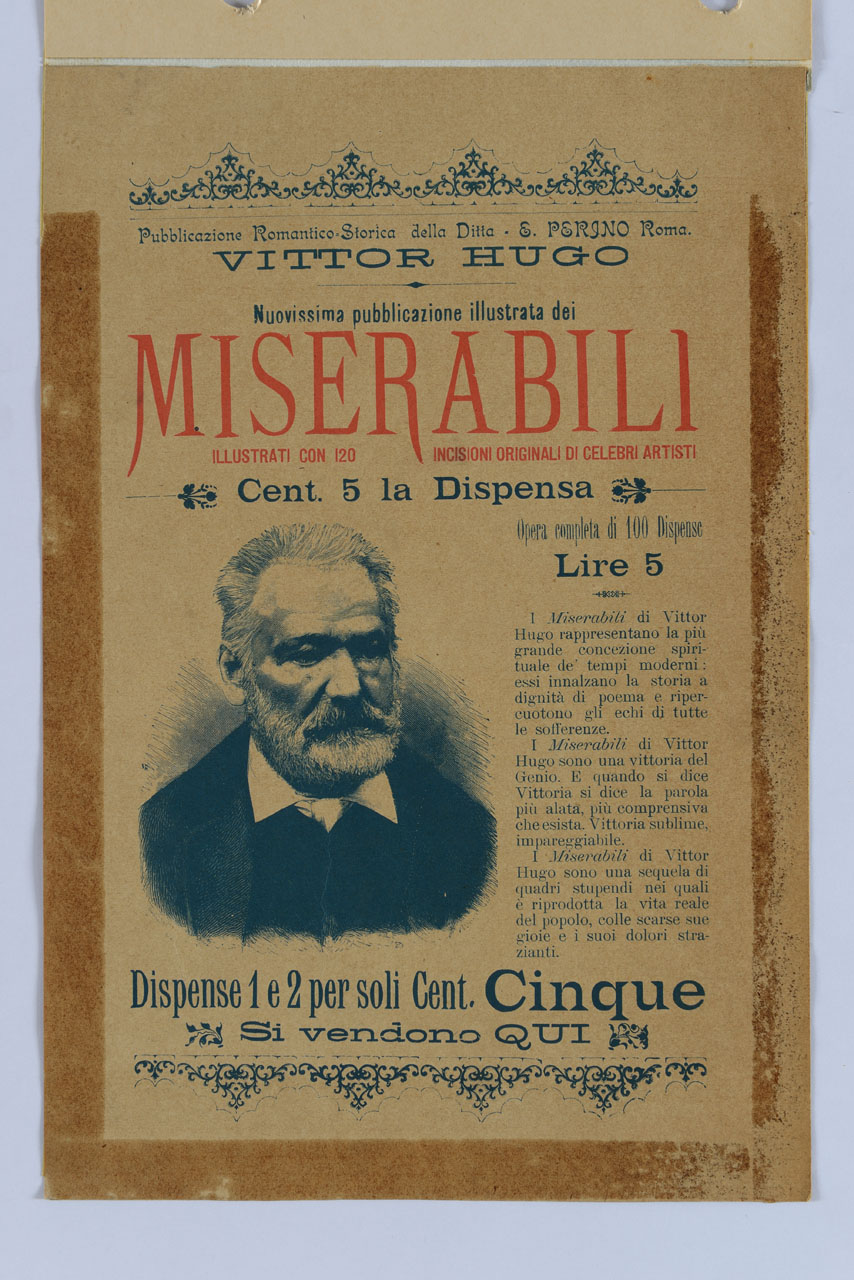 Pubblicazione Romantico-Storica della Ditta - E. PERINO Roma.
VITTOR HUGO
Nuovissima pubblicazione illustrata dei
MISERABILI
ILLUSTRATI CON 120 INCISIONI ORIGINALI DI CELEBRI ARTISTI
Cent. 5 la Dispensa
Opera completa di 100 Dispense
Lire 5
I Miserabili di Vittor
Hugo rappresentano la più
grande concezione spiri-
tuale de' tempi moderni:
essi innalzano la storia a
dignità di poema e riper-
cuotono gli echi di tutte
le sofferenze.
I Miserabili di Vittor
Hugo sono una vittoria del
Genio. E quando si dice
Vittoria si dice la parola
più alata, più comprensiva
che esista. Vittoria sublime,
impareggiabile.
I Miserabili di Vittor
Hugo sono una sequela di
quadri stupendi nei quali
è riprodotta la vita reale
del popolo, colle scarse sue
gioie e i suoi dolori stra-
zianti.
Dispense 1 e 2 per soli Cent. Cinque
Si vendono QUI